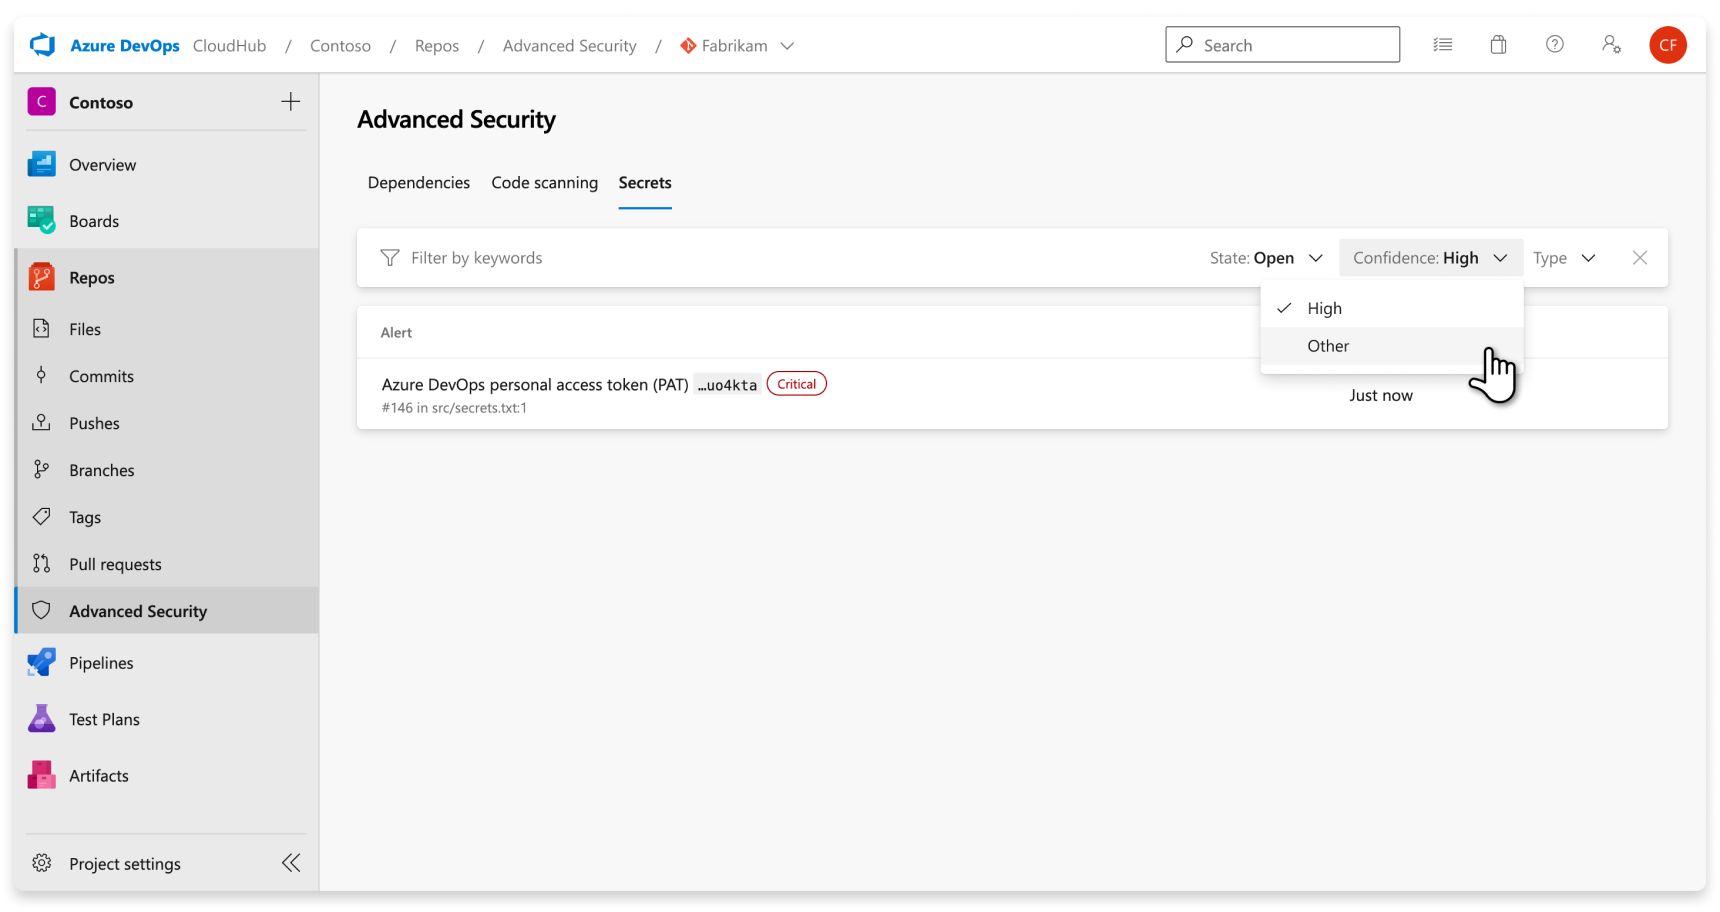 Azure DevOps CloudHub / Contoso / Repos / Advanced Security / Fabrikam
Search
CF
C Contoso
Overview
Boards
Repos
Files
Commits
Pushes
Branches
Tags
Pull requests
Advanced Security
Pipelines
Test Plans
Artifacts
Project settings
Advanced Security
Dependencies Code scanning Secrets
Filter by keywords
State: Open Confidence: High Type
High
Other
Alert
Azure DevOps personal access token (PAT) …uo4kta Critical
#146 in src/secrets.txt:1
Just now